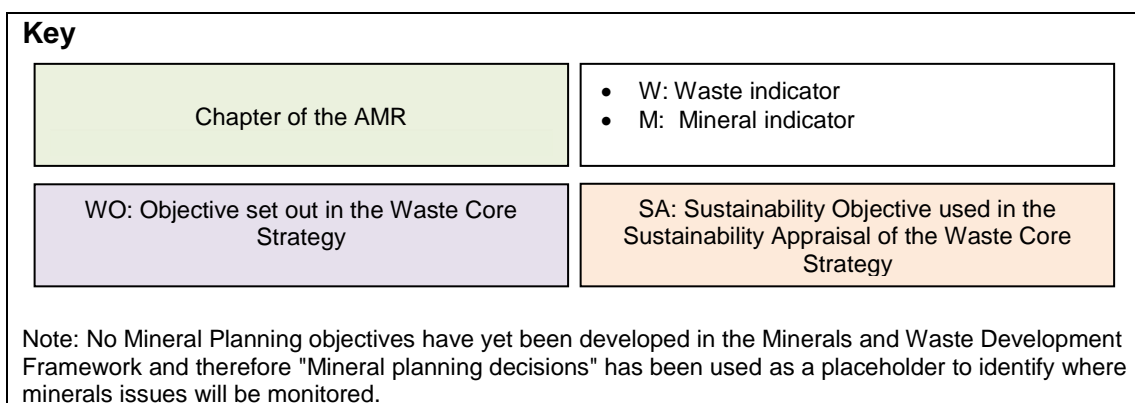 Key
Chapter of the AMR
• W: Waste indicator
• M: Mineral indicator
WO: Objective set out in the Waste Core
Strategy
SA: Sustainability Objective used in the
Sustainability Appraisal of the Waste Core
Strategy
Note: No Mineral Planning objectives have yet been developed in the Minerals and Waste Development
Framework and therefore "Mineral planning decisions" has been used as a placeholder to identify where
minerals issues will be monitored.